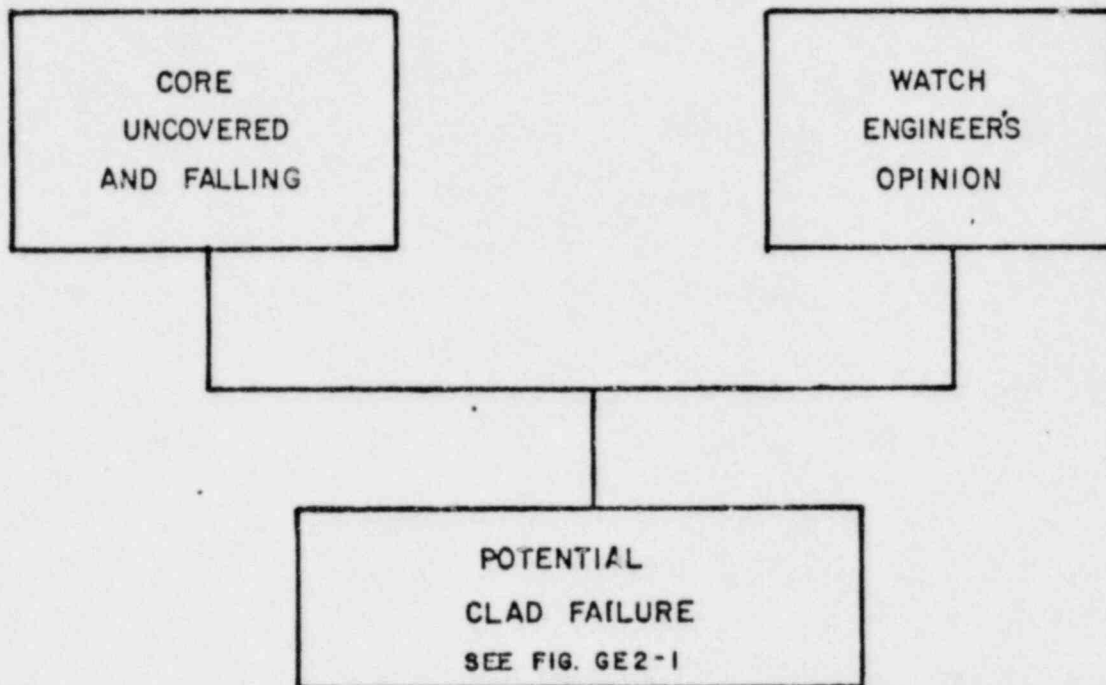 CORE
UNCOVERED
AND FALLING
WATCH
ENGINEER'S
OPINION
POTENTIAL
CLAD FAILURE
SEE FIG. GE2-1